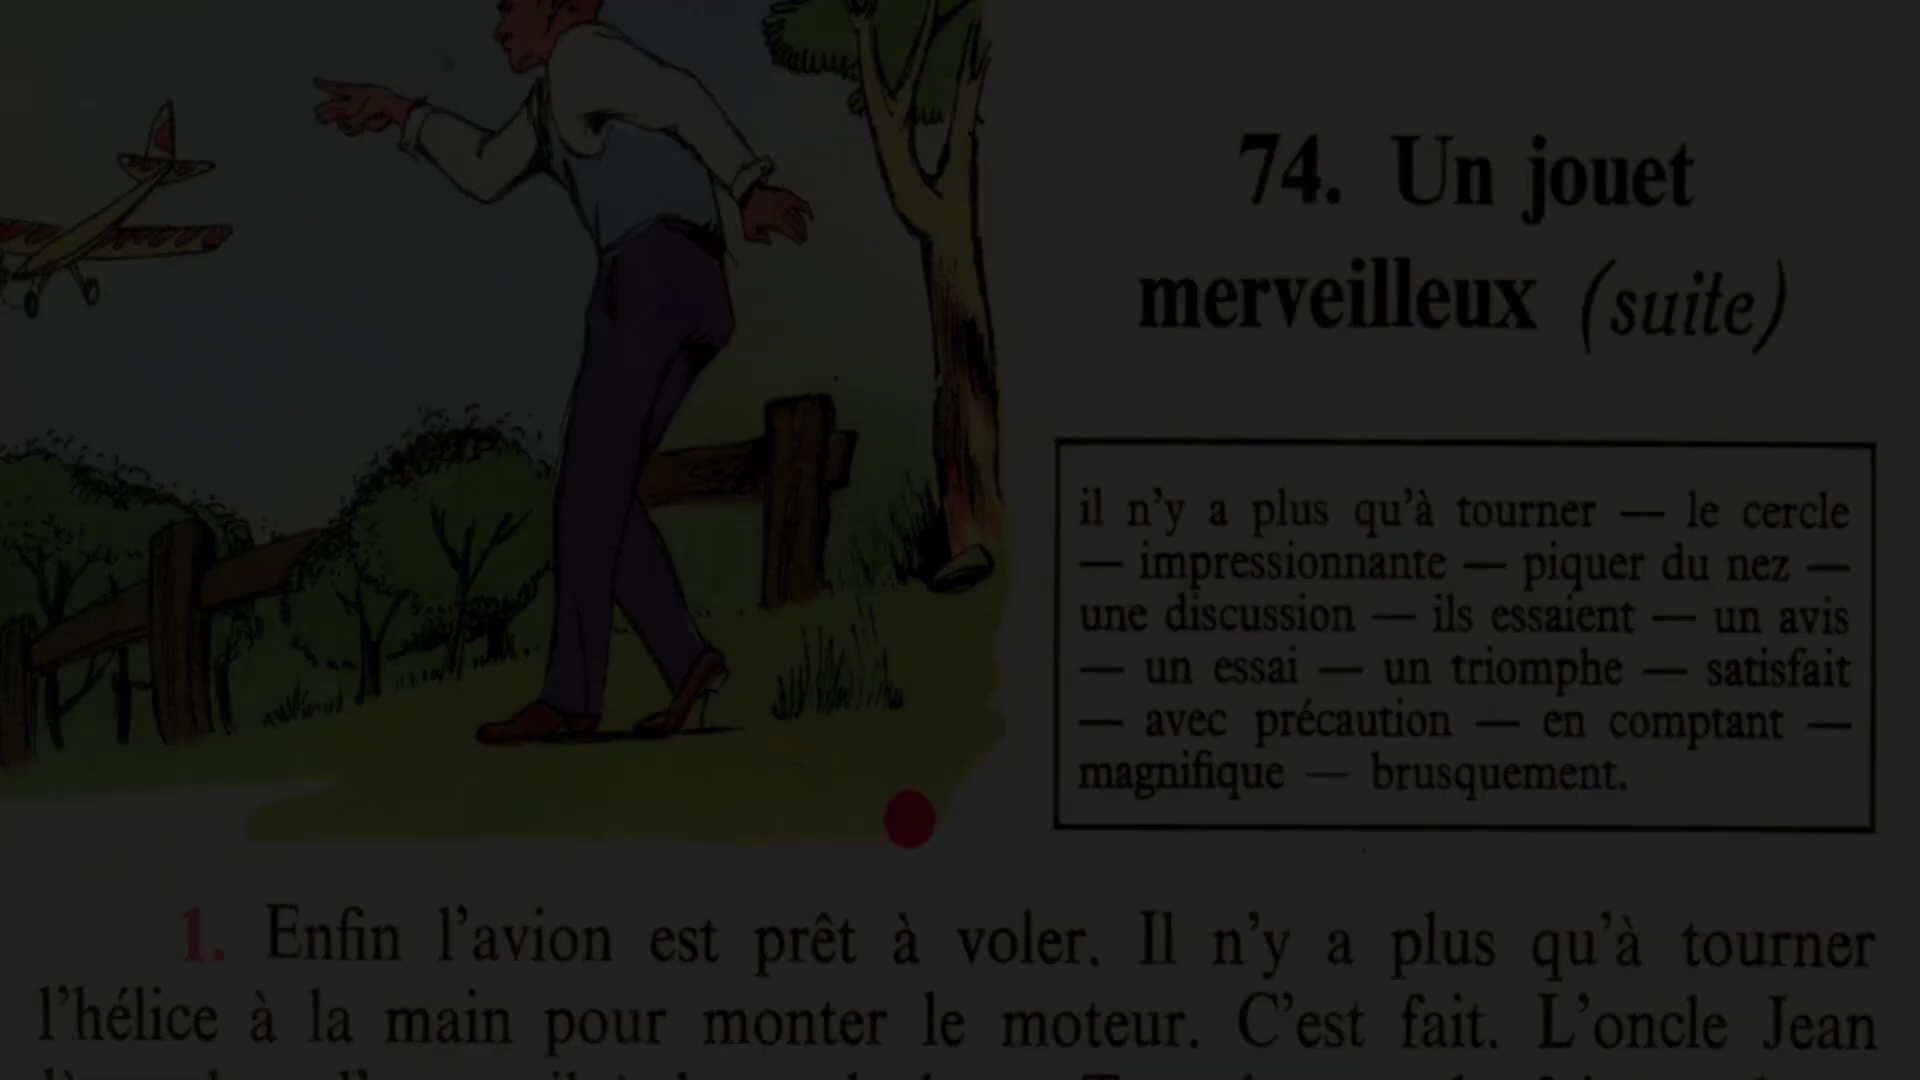 74. Un jouet
merveilleux (suite)
il n'y a plus qu'à tourner — le cercle
— impressionnante — piquer du nez —
une discussion — ils essaient — un avis
— un essai — un triomphe — satisfait
— avec précaution — en comptant —
magnifique — brusquement.
1. Enfin l'avion est prêt à voler. Il n'y a plus qu'à tourner
l'hélice à la main pour monter le moteur. C'est fait. L'oncle Jean